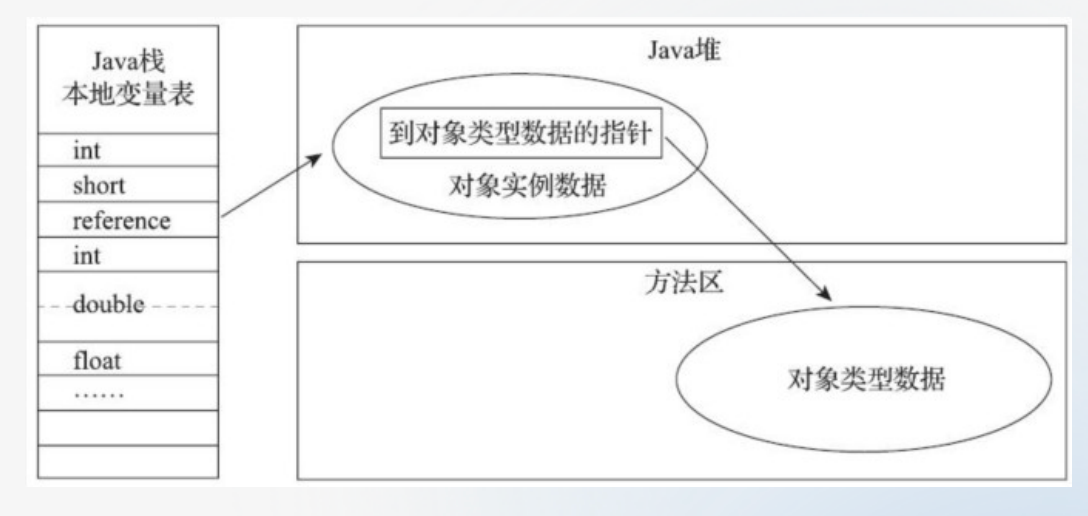 Java栈
本地变量表
int
short
reference
int
double
float
……
Java堆
到对象类型数据的指针
对象实例数据
方法区
对象类型数据